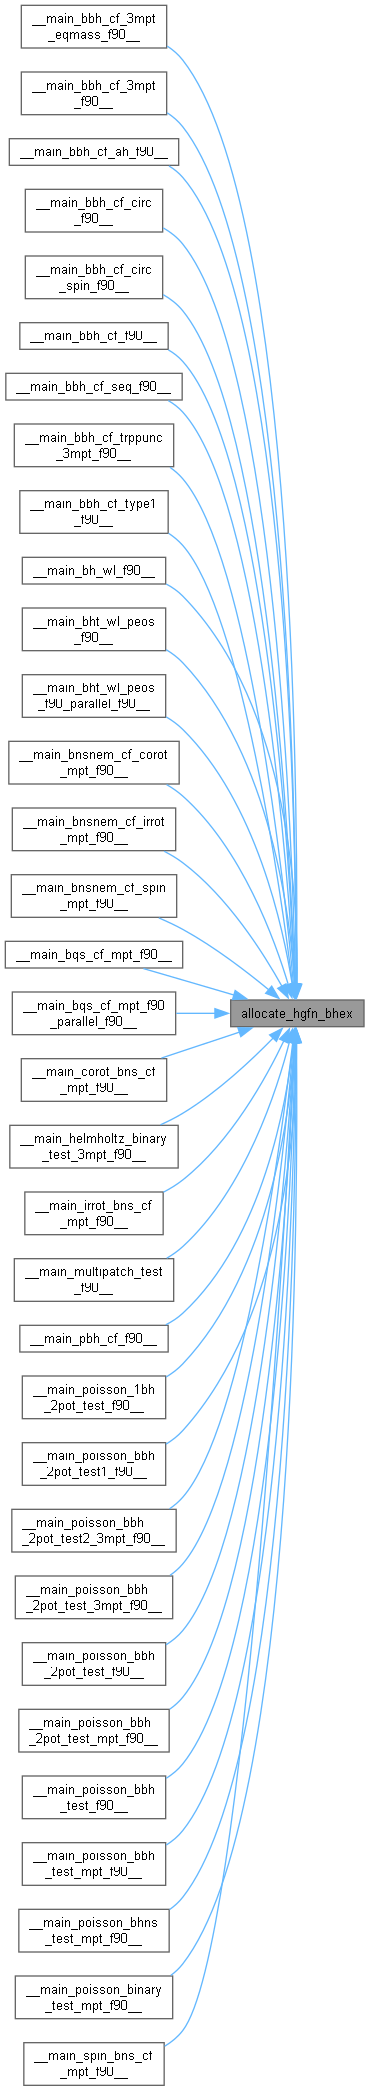 __main_bbh_cf_3mpt
_eqmass_f90__
__main_bbh_cf_3mpt
_f90__
__main_bbh_cf_ah_f90__
__main_bbh_cf_circ
_f90__
__main_bbh_cf_circ
_spin_f90__
__main_bbh_cf_f90__
__main_bbh_cf_seq_f90__
__main_bbh_cf_trppunc
_3mpt_f90__
__main_bbh_cf_type1
_f90__
__main_bh_wl_f90__
__main_bht_wl_peos
_f90__
__main_bht_wl_peos
_f90_parallel_f90__
__main_bnsnem_cf_corot
_mpt_f90__
__main_bnsnem_cf_irrot
_mpt_f90__
__main_bnsnem_cf_spin
_mpt_f90__
__main_bqs_cf_mpt_f90__
__main_bqs_cf_mpt_f90
_parallel_f90__
allocate_hgfn_bhex
__main_corot_bns_cf
_mpt_f90__
__main_helmholtz_binary
_test_3mpt_f90__
__main_irrot_bns_cf
_mpt_f90__
__main_multipatch_test
_f90__
__main_pbh_cf_f90__
__main_poisson_1bh
_2pot_test_f90__
__main_poisson_bbh
_2pot_test1_f90__
__main_poisson_bbh
_2pot_test2_3mpt_f90__
__main_poisson_bbh
_2pot_test_3mpt_f90__
__main_poisson_bbh
_2pot_test_f90__
__main_poisson_bbh
_2pot_test_mpt_f90__
__main_poisson_bbh
_test_f90__
__main_poisson_bbh
_test_mpt_f90__
__main_poisson_bhns
_test_mpt_f90__
__main_poisson_binary
_test_mpt_f90__
__main_spin_bns_cf
_mpt_f90__